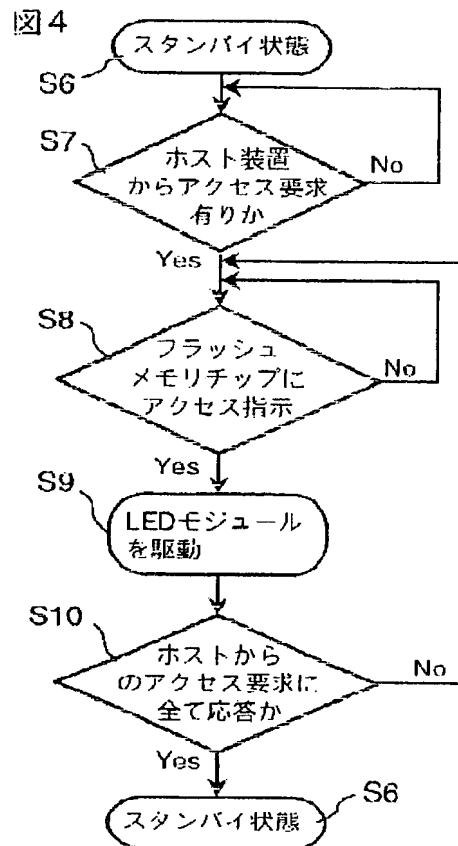 図4
スタンバイ状態
S6
S7
ホスト装置
からアクセス要求
有りか
No
Yes
S8
フラッシュ
メモリチップに
アクセス指示
No
Yes
S9
LEDモジュール
を駆動
S10
ホストから
のアクセス要求に
全て応答か
No
Yes
S6
スタンバイ状態